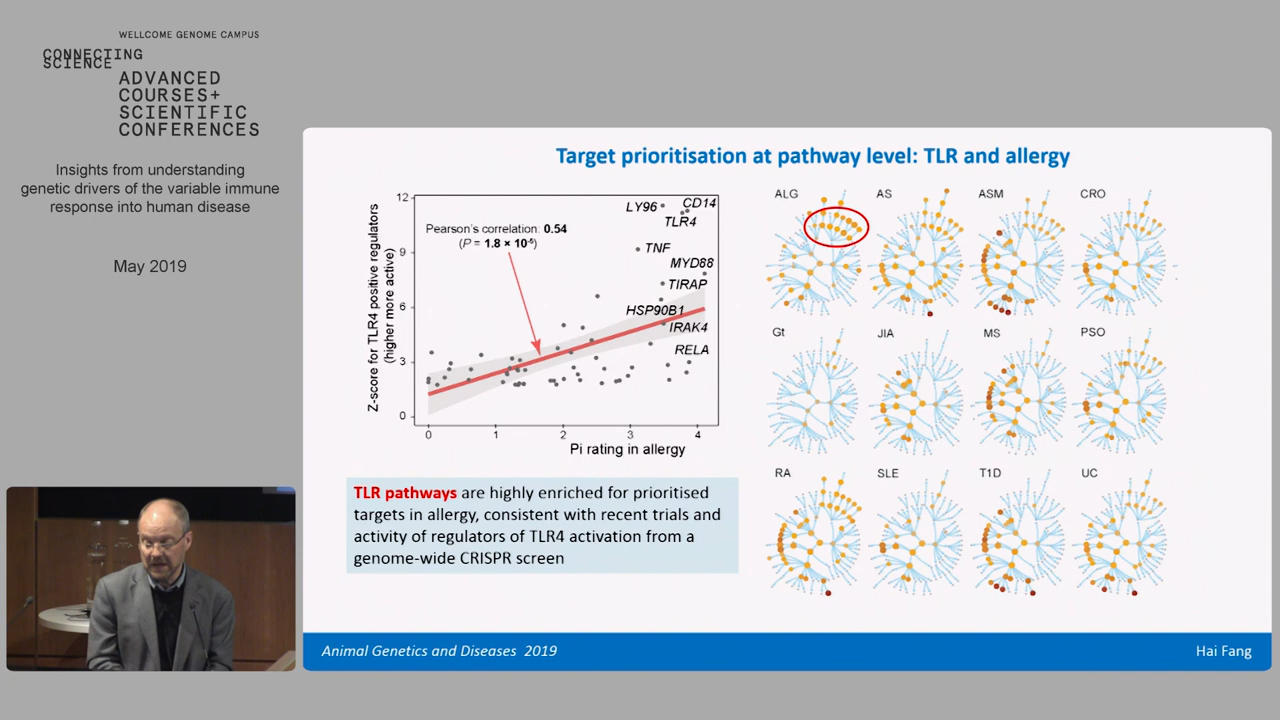 WELLCOME GENOME CAMPUS
CONNECTING
SCIENCE
ADVANCED
COURSES+
SCIENTIFIC
CONFERENCES
Insights from understanding
genetic drivers of the variable immune
response into human disease
May 2019
Target prioritisation at pathway level: TLR and allergy
Z-score for TLR4 positive regulators
(higher more active)
12
9
6
3
0
Pearson's correlation: 0.54
(P = 1.8 × 10⁻⁵)
LY96
CD14
TLR4
TNF
MYD88
TIRAP
HSP90B1
IRAK4
RELA
0
1
2
3
4
Pi rating in allergy
TLR pathways are highly enriched for prioritised
targets in allergy, consistent with recent trials and
activity of regulators of TLR4 activation from a
genome-wide CRISPR screen
ALG
AS
ASM
CRO
Gt
JIA
MS
PSO
RA
SLE
T1D
UC
Animal Genetics and Diseases 2019
Hai Fang